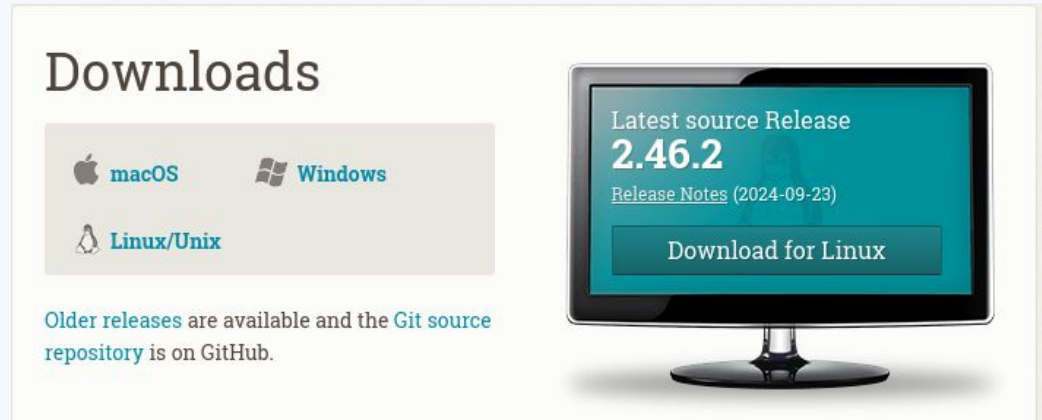 Downloads
macOS
Windows
Linux/Unix
Older releases are available and the Git source
repository is on GitHub.
Latest source Release
2.46.2
Release Notes (2024-09-23)
Download for Linux